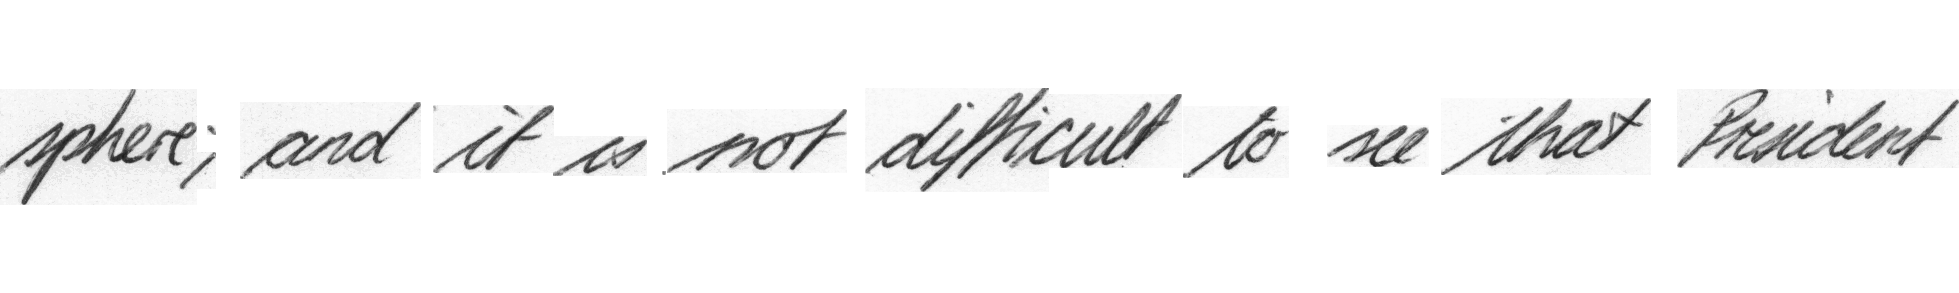 sphere; and it is not difficult to see that President